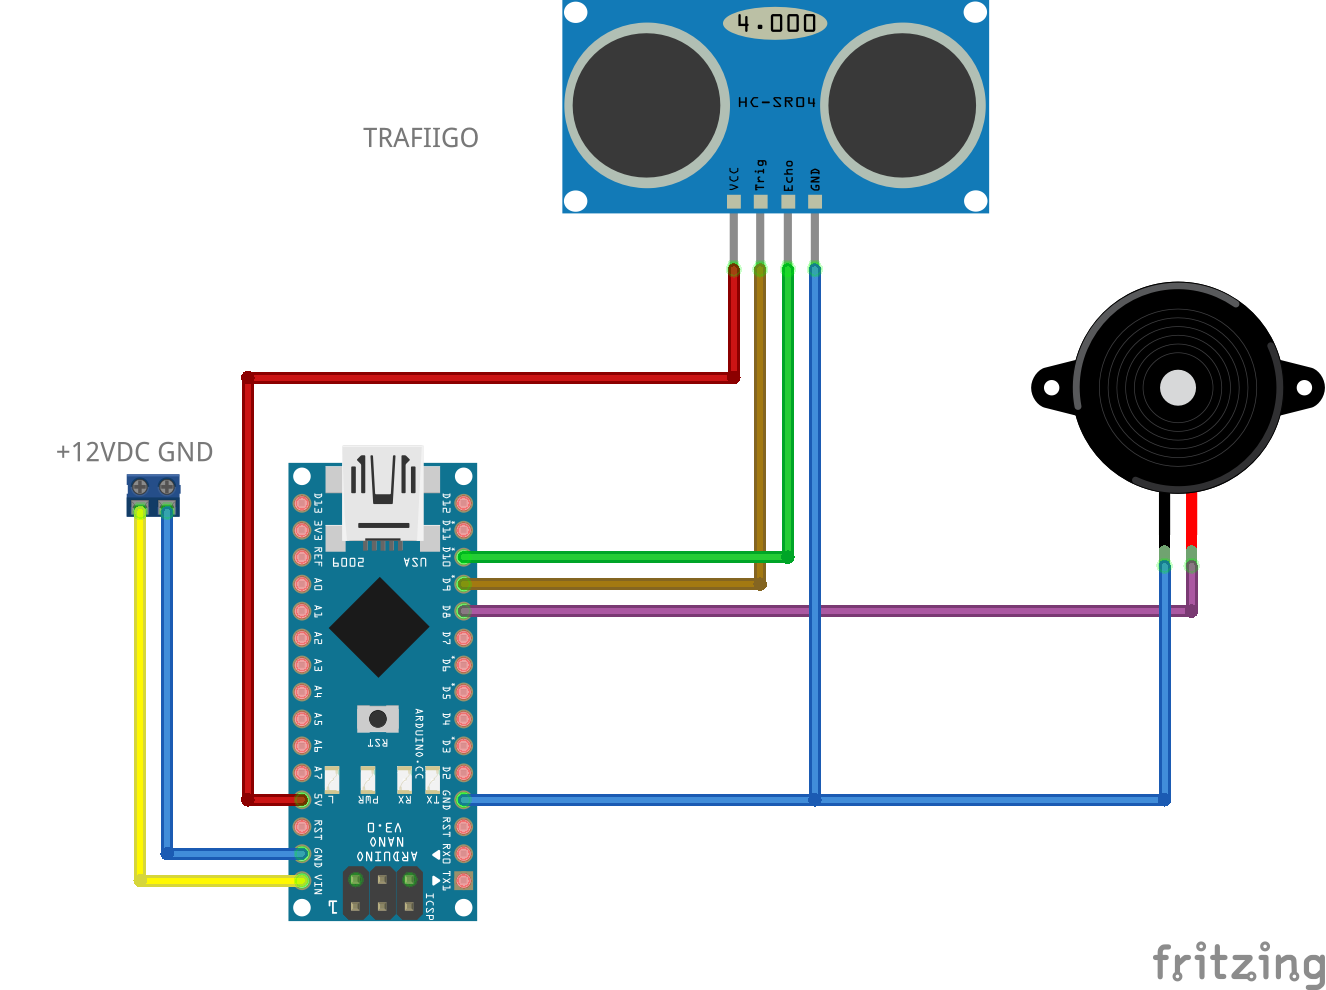 4.000
HC-SR04
TRAFIIGO
VCC
Trig
Echo
GND
+12VDC GND
D13
3V3
REF
A0
A1
A2
A3
A4
A5
A6
A7
5V
RST
GND
VIN
D12
D11
D10
D9
D8
D7
D6
D5
D4
D3
D2
GND
RST
RX0
TX1
USA
2009
RST
ARDUINO.CC
TX
RX
PWR
L
ARDUINO
NANO
V3.0
ICSP
1
fritzing